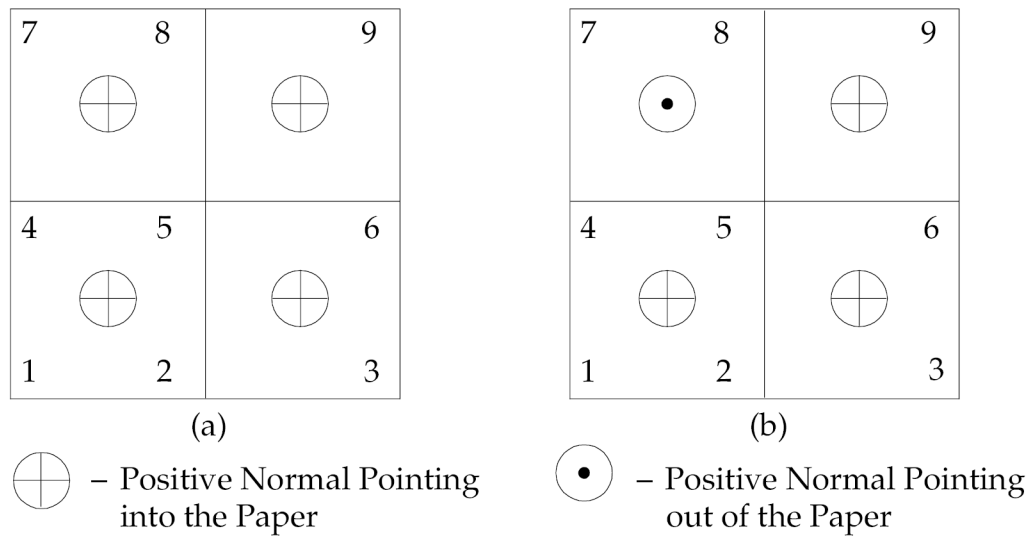 7 8 9
4 5 6
1 2 3
(a)
– Positive Normal Pointing
into the Paper
7 8 9
4 5 6
1 2 3
(b)
– Positive Normal Pointing
out of the Paper